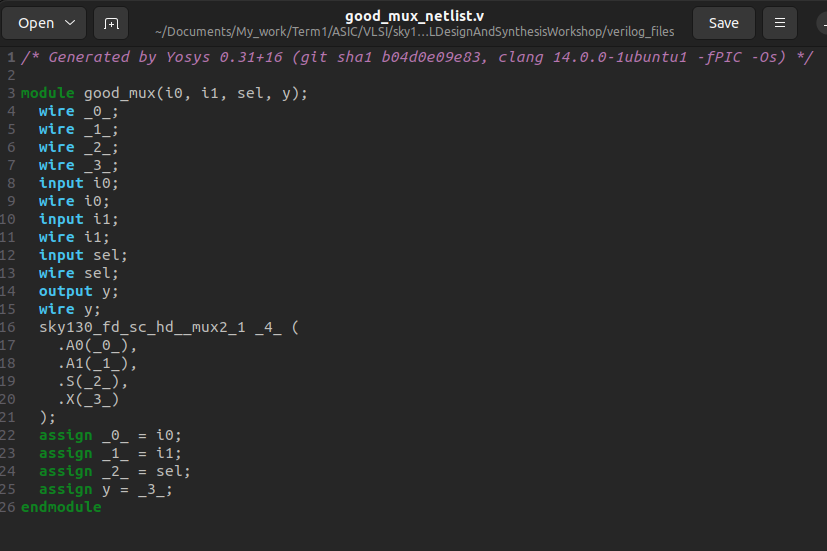 Open
good_mux_netlist.v
~/Documents/My_work/Term1/ASIC/VLSI/sky1...LDesignAndSynthesisWorkshop/verilog_files
Save
1 /* Generated by Yosys 0.31+16 (git sha1 b04d0e09e83, clang 14.0.0-1ubuntu1 -fPIC -Os) */
2
3 module good_mux(i0, i1, sel, y);
4   wire _0_;
5   wire _1_;
6   wire _2_;
7   wire _3_;
8   input i0;
9   wire i0;
10   input i1;
11   wire i1;
12   input sel;
13   wire sel;
14   output y;
15   wire y;
16   sky130_fd_sc_hd__mux2_1 _4_ (
17     .A0(_0_),
18     .A1(_1_),
19     .S(_2_),
20     .X(_3_)
21   );
22   assign _0_ = i0;
23   assign _1_ = i1;
24   assign _2_ = sel;
25   assign y = _3_;
26 endmodule